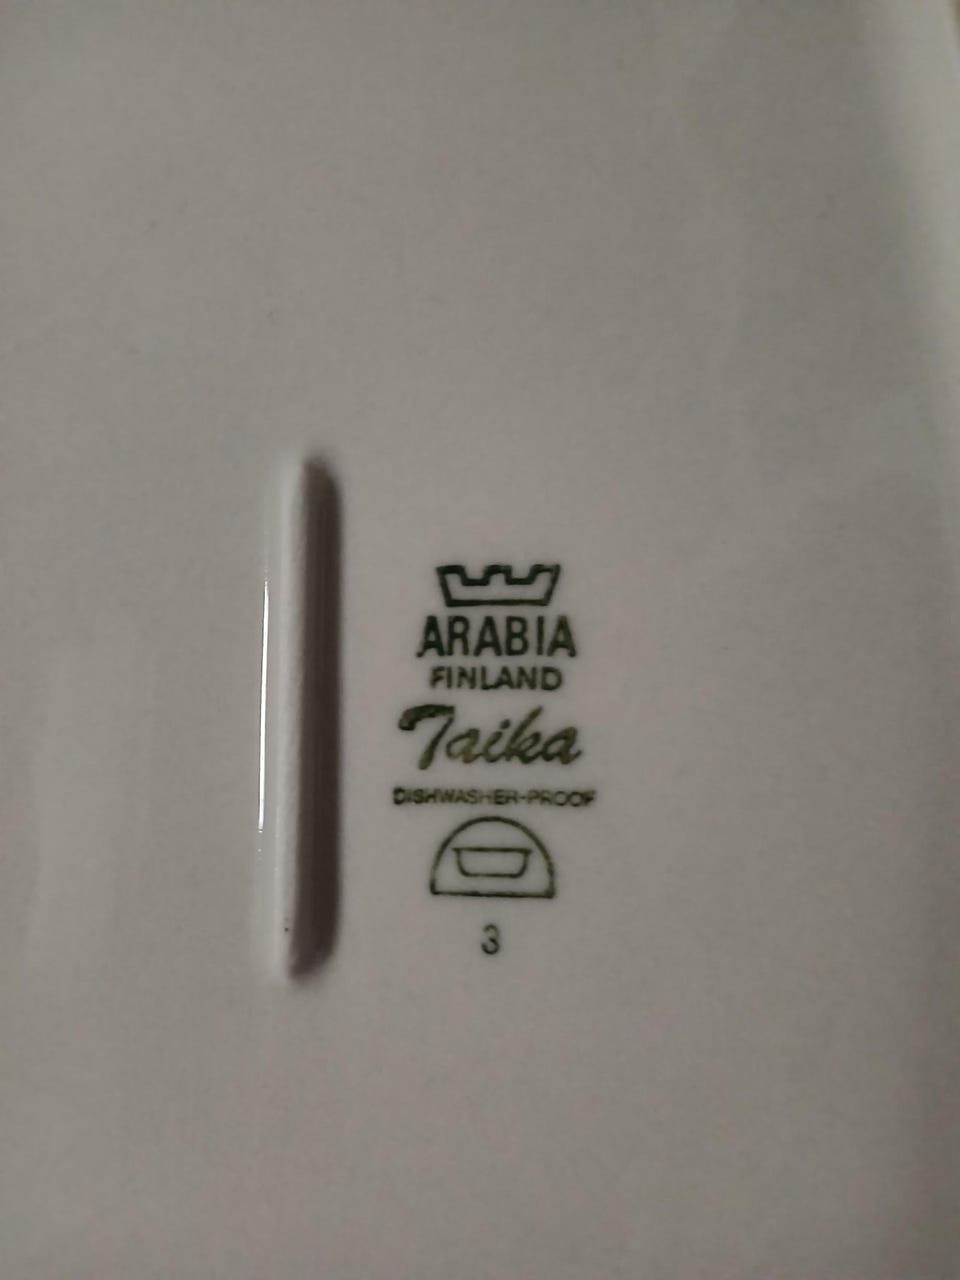 ARABIA
FINLAND
Taika
DISHWASHER-PROOF
3